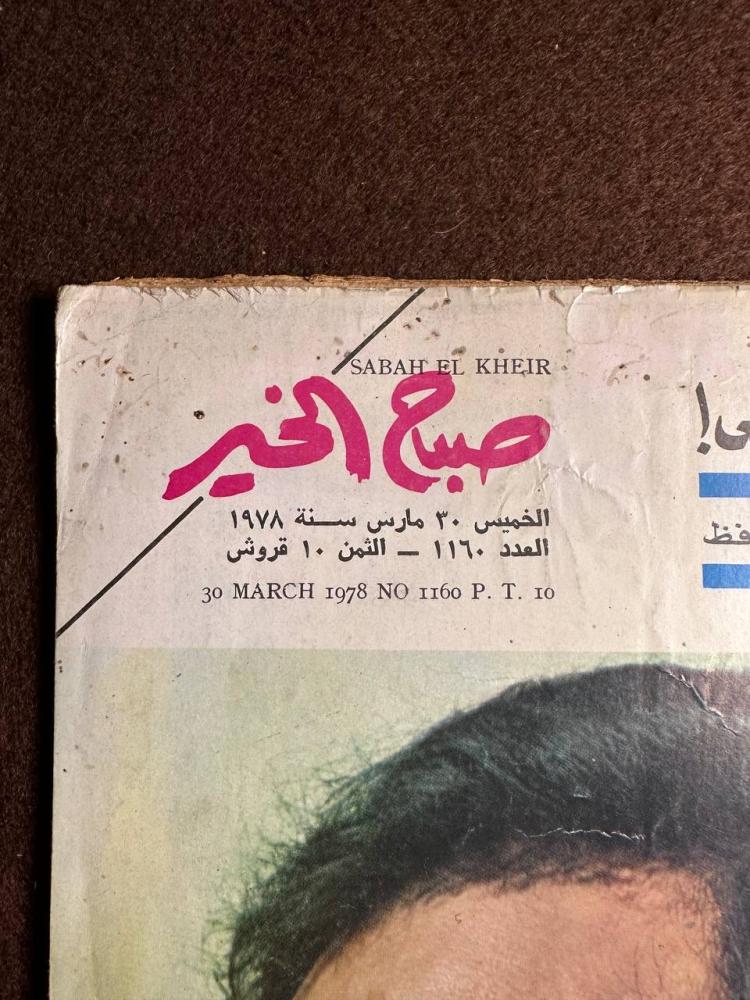 SABAH EL KHEIR
صباح الخير
الخميس ٣٠ مارس سـنة ١٩٧٨
العدد ١١٦٠ ــ الثمن ١٠ قروش
30 MARCH 1978 NO 1160 P. T. 10